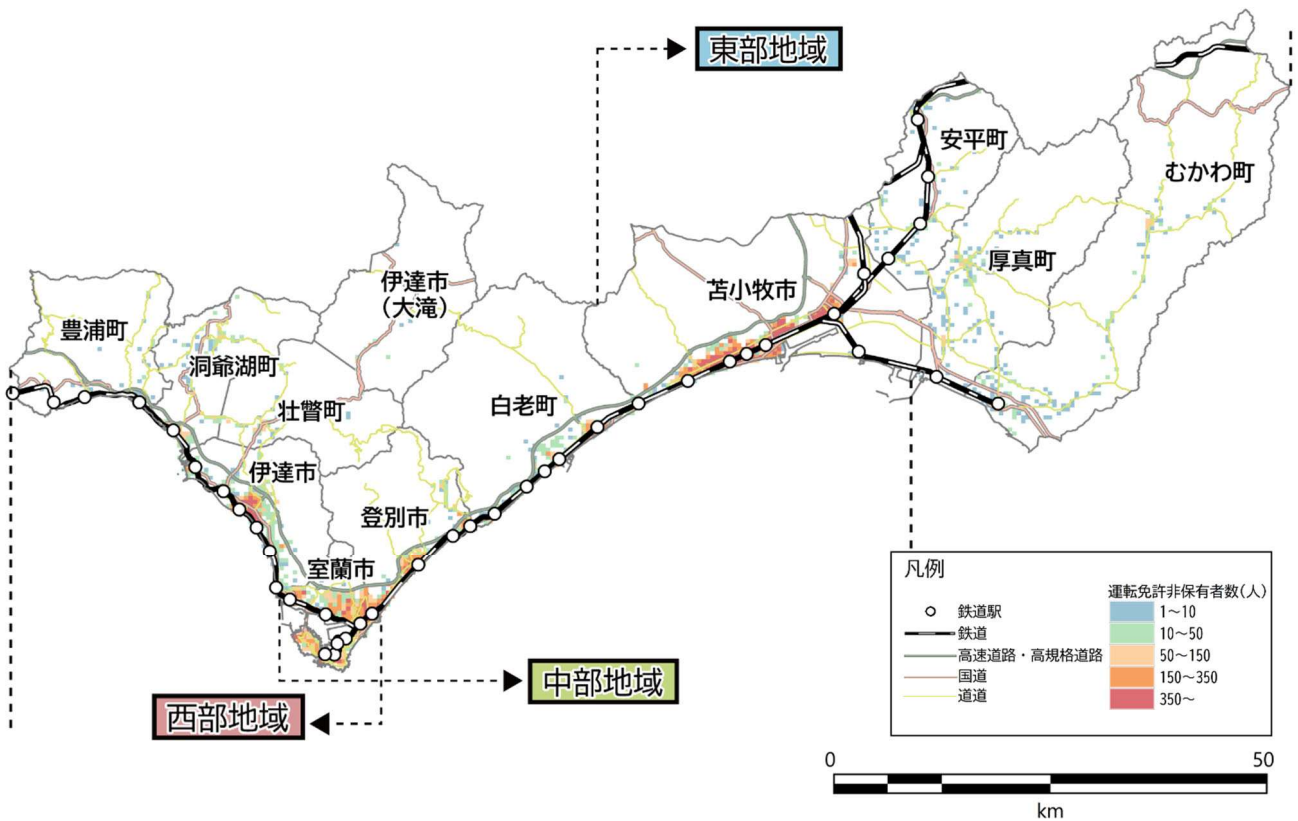 東部地域
安平町
むかわ町
厚真町
苫小牧市
伊達市
(大滝)
豊浦町
洞爺湖町
壮瞥町
白老町
伊達市
登別市
室蘭市
中部地域
西部地域
凡例
鉄道駅
鉄道
高速道路・高規格道路
国道
道道
運転免許非保有者数(人)
1～10
10～50
50～150
150～350
350～
0
50
km